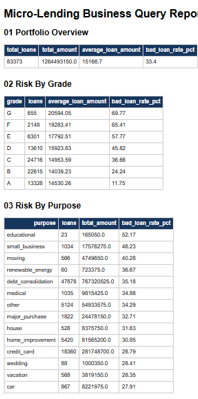 Micro-Lending Business Query Repo
01 Portfolio Overview
total_loans total_amount average_loan_amount bad_loan_rate_pct
83373 1264493150.0 15166.7 33.4
02 Risk By Grade
grade loans average_loan_amount bad_loan_rate_pct
G 655 20594.05 69.77
F 2148 19283.41 65.41
E 6301 17792.51 57.77
D 13610 15923.83 45.82
C 24716 14953.59 36.66
B 22615 14039.23 24.24
A 13328 14530.26 11.75
03 Risk By Purpose
purpose loans total_amount bad_loan_rate_pct
educational 23 165050.0 52.17
small_business 1034 17576275.0 46.23
moving 566 4749650.0 40.28
renewable_energy 60 723375.0 36.67
debt_consolidation 47878 767320525.0 35.18
medical 1035 9815425.0 34.68
other 5124 54933575.0 34.29
major_purchase 1822 24478150.0 32.71
house 528 8375750.0 31.63
home_improvement 5420 81565200.0 30.85
credit_card 18360 281748700.0 28.79
wedding 88 1000350.0 28.41
vacation 568 3819150.0 28.35
car 867 8221975.0 27.91